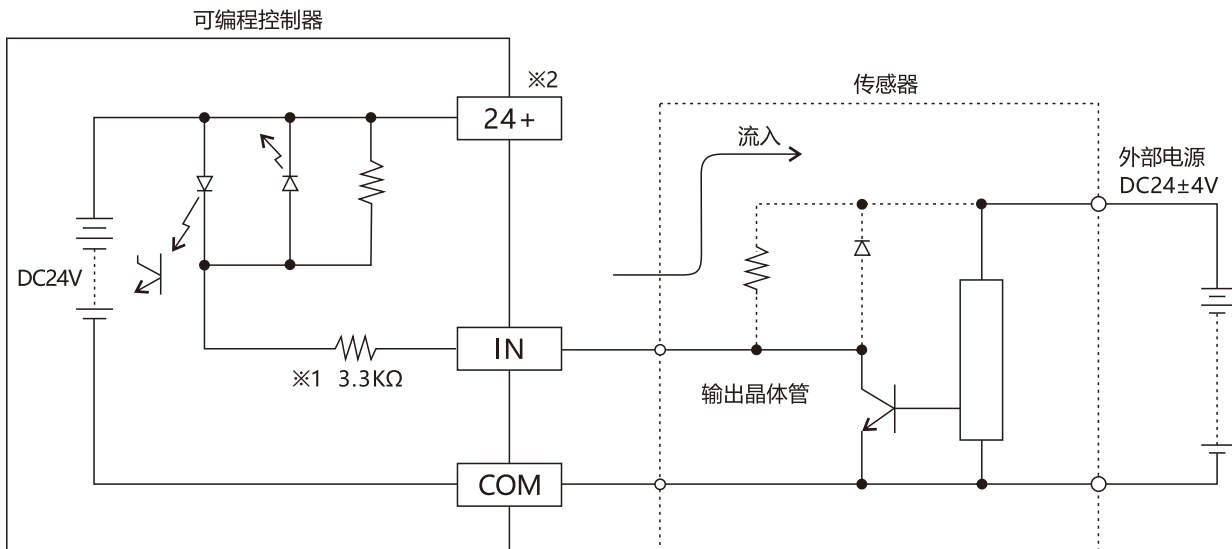 可编程控制器
※2
24+
传感器
流入
外部电源
DC24±4V
DC24V
IN
※1 3.3KΩ
输出晶体管
COM